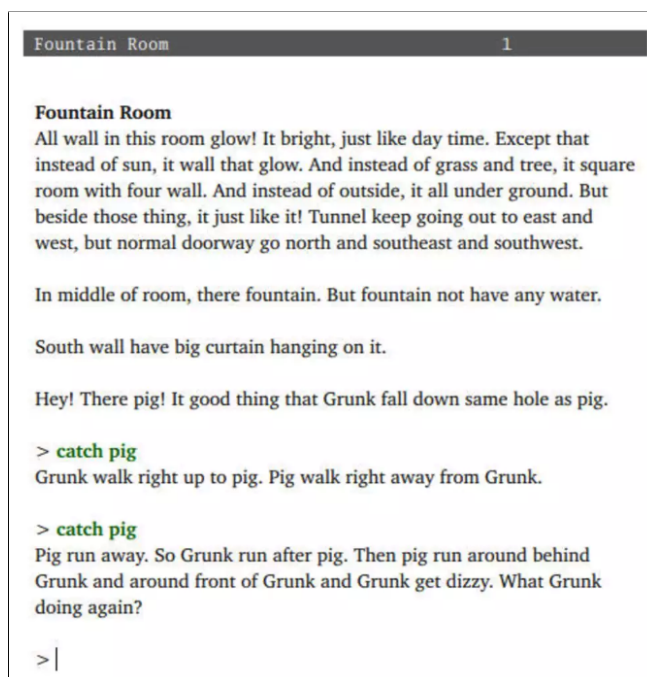 Fountain Room 1
Fountain Room
All wall in this room glow! It bright, just like day time. Except that
instead of sun, it wall that glow. And instead of grass and tree, it square
room with four wall. And instead of outside, it all under ground. But
beside those thing, it just like it! Tunnel keep going out to east and
west, but normal doorway go north and southeast and southwest.
In middle of room, there fountain. But fountain not have any water.
South wall have big curtain hanging on it.
Hey! There pig! It good thing that Grunk fall down same hole as pig.
> catch pig
Grunk walk right up to pig. Pig walk right away from Grunk.
> catch pig
Pig run away. So Grunk run after pig. Then pig run around behind
Grunk and around front of Grunk and Grunk get dizzy. What Grunk
doing again?
>